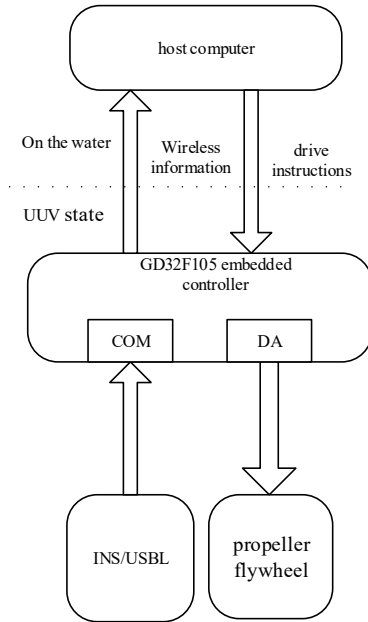 host computer
On the water
Wireless
information
drive
instructions
UUV state
GD32F105 embedded
controller
COM
DA
INS/USBL
propeller
flywheel